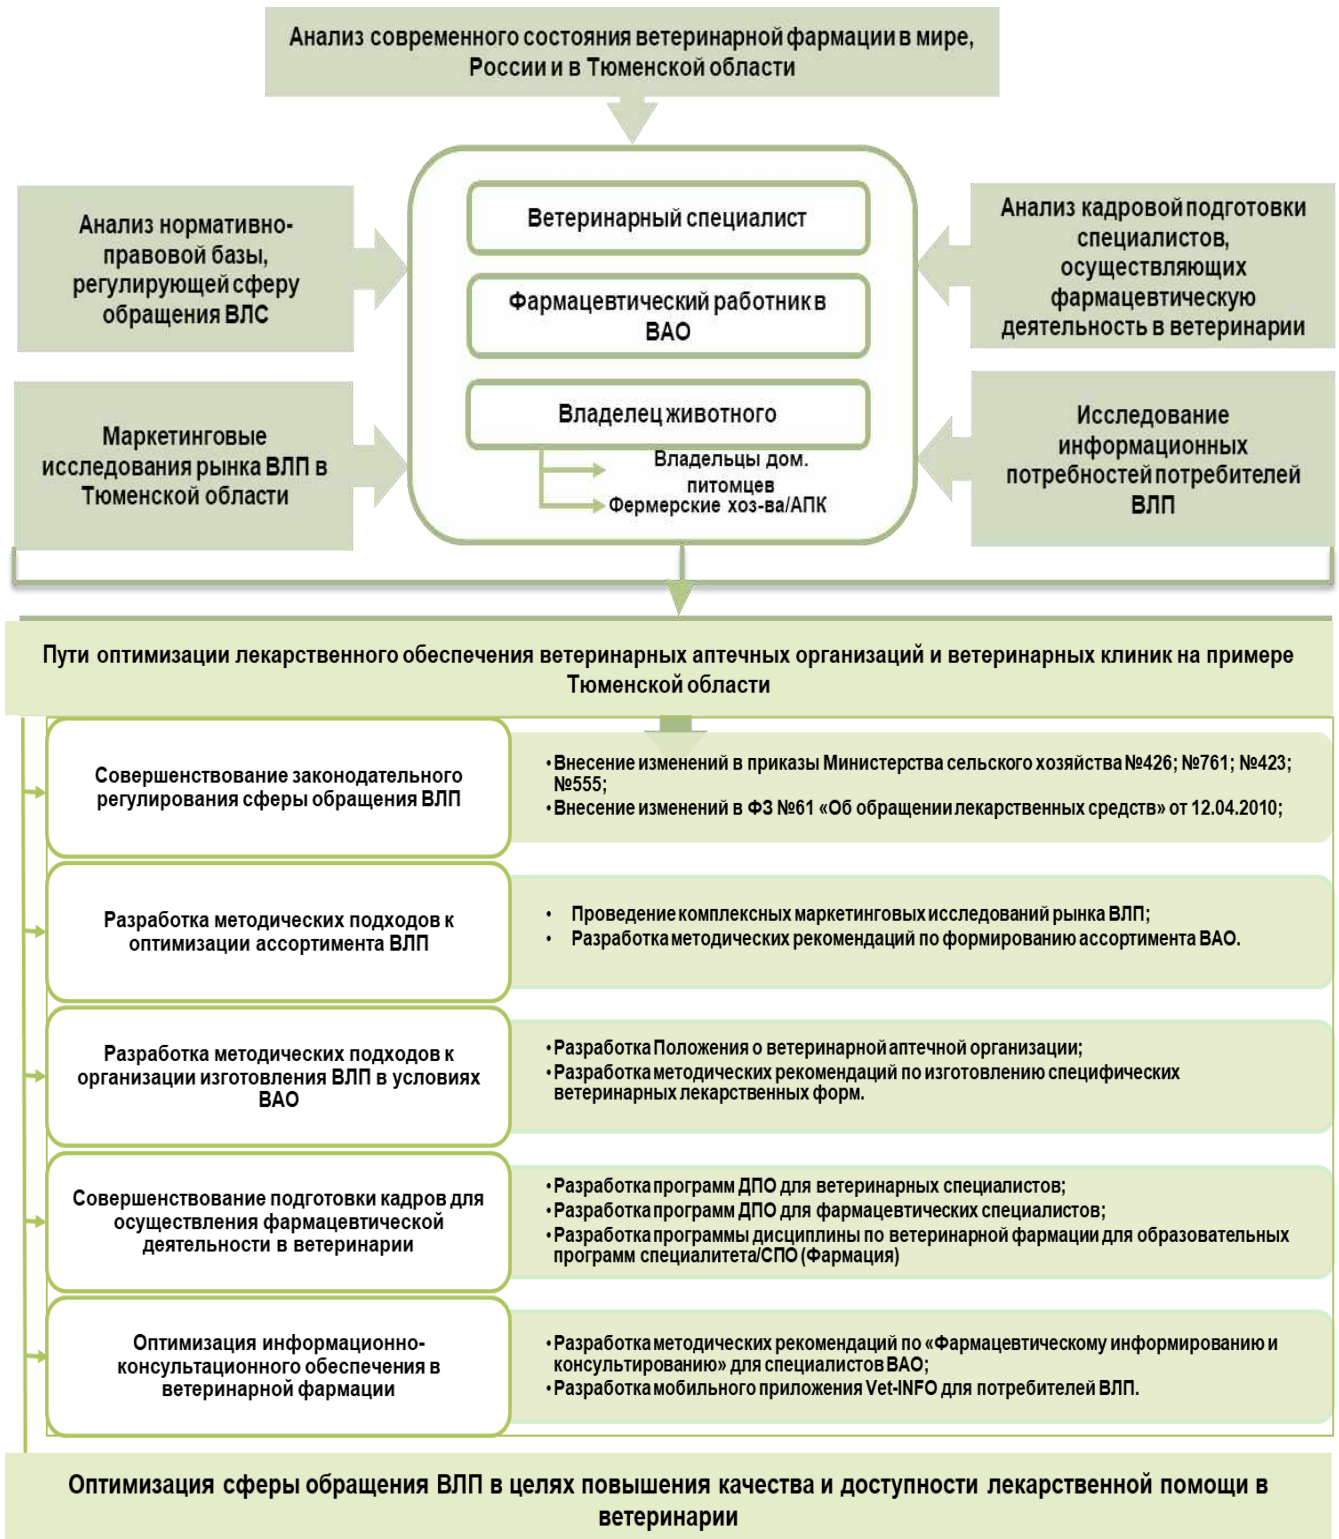 Анализ современного состояния ветеринарной фармации в мире,
России и в Тюменской области
Анализ нормативно-
правовой базы,
регулирующей сферу
обращения ВЛС
Маркетинговые
исследования рынка ВЛП в
Тюменской области
Ветеринарный специалист
Фармацевтический работник в
ВАО
Владелец животного
Владельцы дом.
питомцев
Фермерские хоз-ва/АПК
Анализ кадровой подготовки
специалистов,
осуществляющих
фармацевтическую
деятельность в ветеринарии
Исследование
информационных
потребностей потребителей
ВЛП
Пути оптимизации лекарственного обеспечения ветеринарных аптечных организаций и ветеринарных клиник на примере
Тюменской области
Совершенствование законодательного
регулирования сферы обращения ВЛП
• Внесение изменений в приказы Министерства сельского хозяйства №426; №761; №423;
№555;
• Внесение изменений в ФЗ №61 «Об обращении лекарственных средств» от 12.04.2010;
Разработка методических подходов к
оптимизации ассортимента ВЛП
• Проведение комплексных маркетинговых исследований рынка ВЛП;
• Разработка методических рекомендаций по формированию ассортимента ВАО.
Разработка методических подходов к
организации изготовления ВЛП в условиях
ВАО
• Разработка Положения о ветеринарной аптечной организации;
• Разработка методических рекомендаций по изготовлению специфических
ветеринарных лекарственных форм.
Совершенствование подготовки кадров для
осуществления фармацевтической
деятельности в ветеринарии
• Разработка программ ДПО для ветеринарных специалистов;
• Разработка программ ДПО для фармацевтических специалистов;
• Разработка программы дисциплины по ветеринарной фармации для образовательных
программ специалитета/СПО (Фармация)
Оптимизация информационно-
консультационного обеспечения в
ветеринарной фармации
• Разработка методических рекомендаций по «Фармацевтическому информированию и
консультированию» для специалистов ВАО;
• Разработка мобильного приложения Vet-INFO для потребителей ВЛП.
Оптимизация сферы обращения ВЛП в целях повышения качества и доступности лекарственной помощи в
ветеринарии